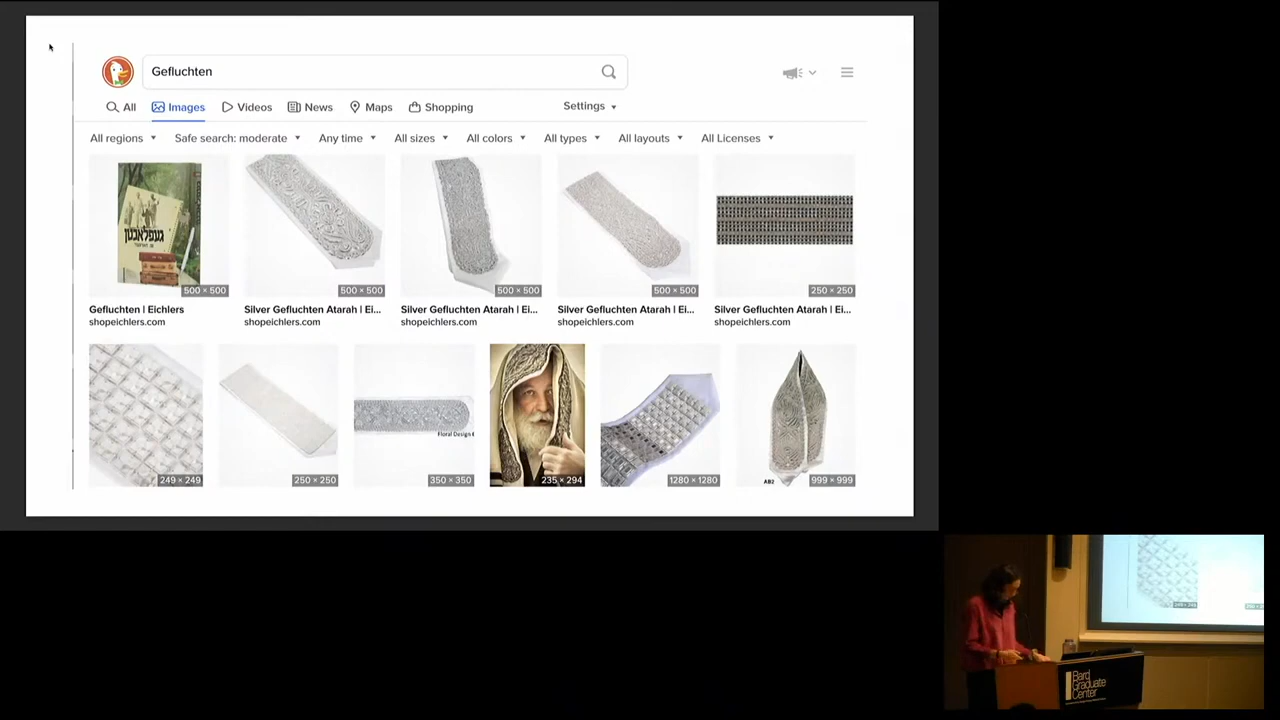 Gefluchten
All
Images
Videos
News
Maps
Shopping
Settings
All regions
Safe search: moderate
Any time
All sizes
All colors
All types
All layouts
All Licenses
געפלאכטן
500 × 500
500 × 500
500 × 500
500 × 500
250 × 250
Gefluchten | Eichlers
shopeichlers.com
Silver Gefluchten Atarah | Ei...
shopeichlers.com
Silver Gefluchten Atarah | Ei...
shopeichlers.com
Silver Gefluchten Atarah | Ei...
shopeichlers.com
Silver Gefluchten Atarah | Ei...
shopeichlers.com
Floral Design
AB2
249 × 249
250 × 250
350 × 350
235 × 294
1280 × 1280
999 × 999
Bard
Graduate
Center